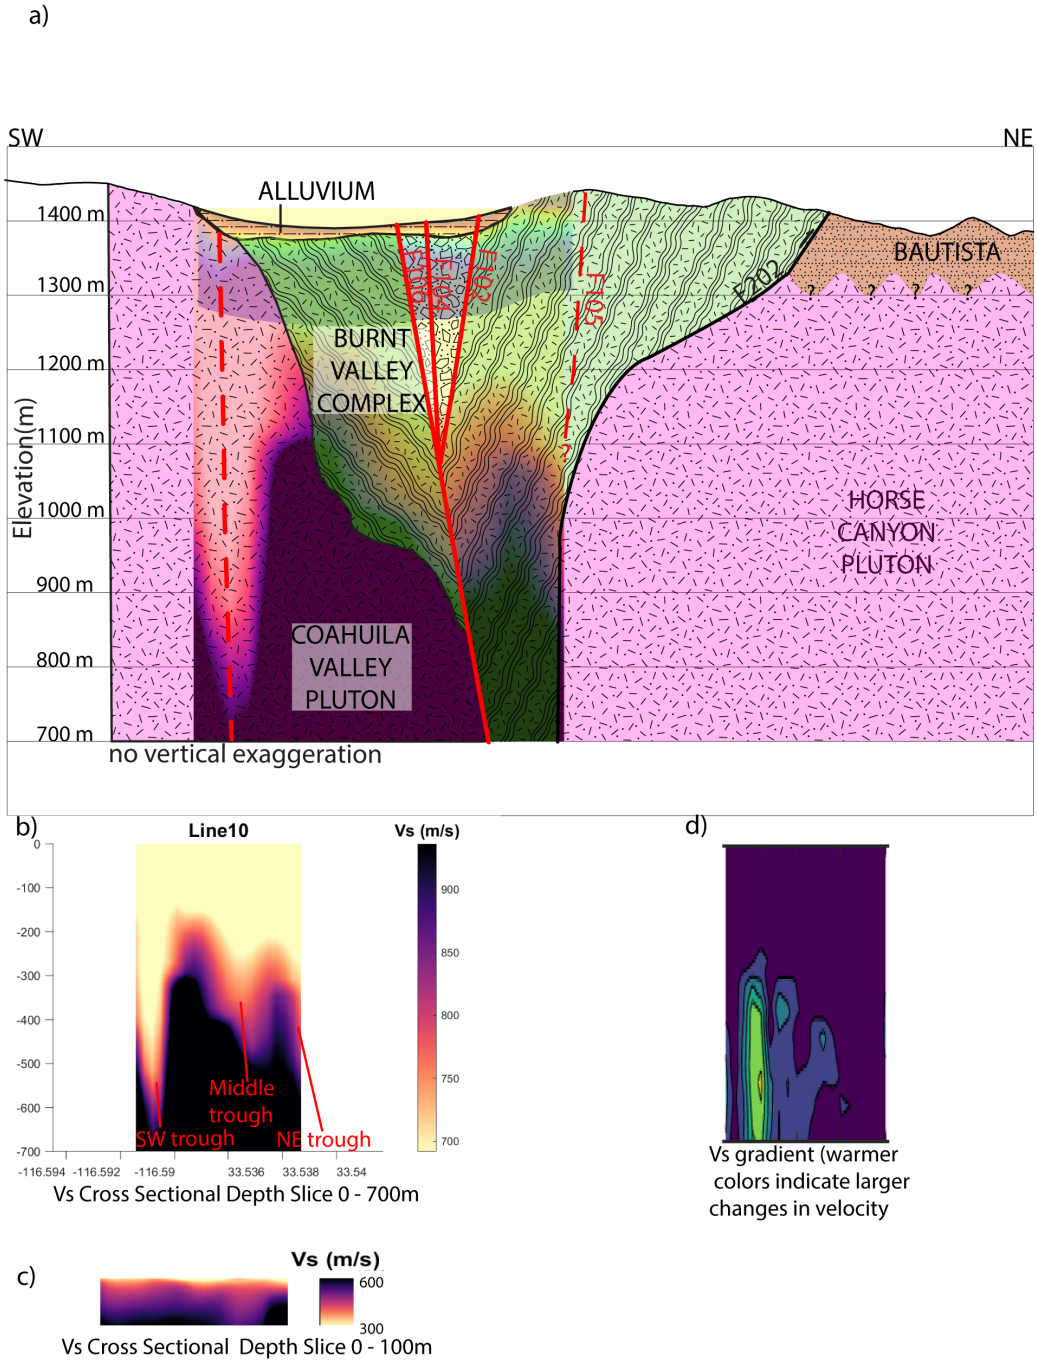 a)
SW
NE
ALLUVIUM
1400 m
1300 m
1200 m
1100 m
1000 m
900 m
800 m
700 m
Elevation(m)
F106
F104
F102
F105
F202
BAUTISTA
? ? ? ?
?
BURNT
VALLEY
COMPLEX
HORSE
CANYON
PLUTON
COAHUILA
VALLEY
PLUTON
no vertical exaggeration
b)
Line10
Vs (m/s)
0
-100
-200
-300
-400
-500
-600
-700
900
850
800
750
700
Middle
trough
SW trough
NE trough
-116.594 -116.592 -116.59 33.536 33.538 33.54
Vs Cross Sectional Depth Slice 0 - 700m
d)
Vs gradient (warmer
colors indicate larger
changes in velocity
c)
Vs (m/s)
600
300
Vs Cross Sectional Depth Slice 0 - 100m